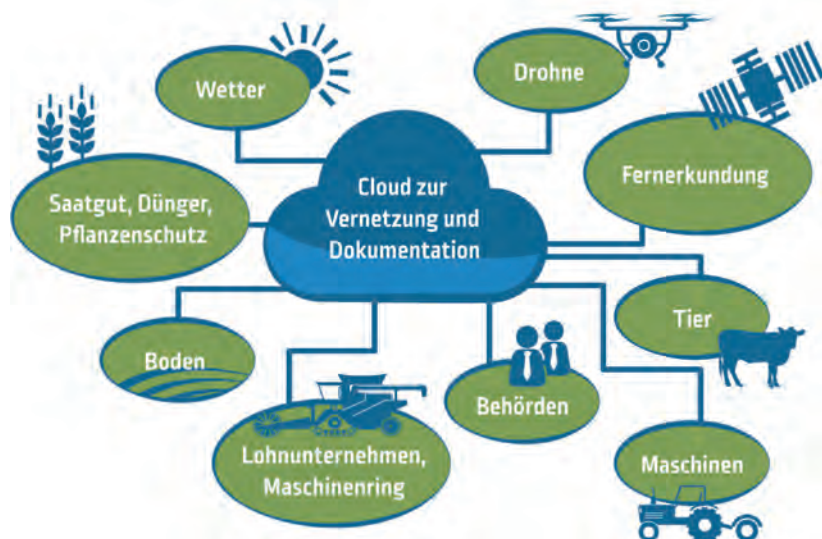 Wetter
Drohne
Fernerkundung
Cloud zur
Vernetzung und
Dokumentation
Saatgut, Dünger,
Pflanzenschutz
Tier
Boden
Behörden
Lohnunternehmen,
Maschinenring
Maschinen